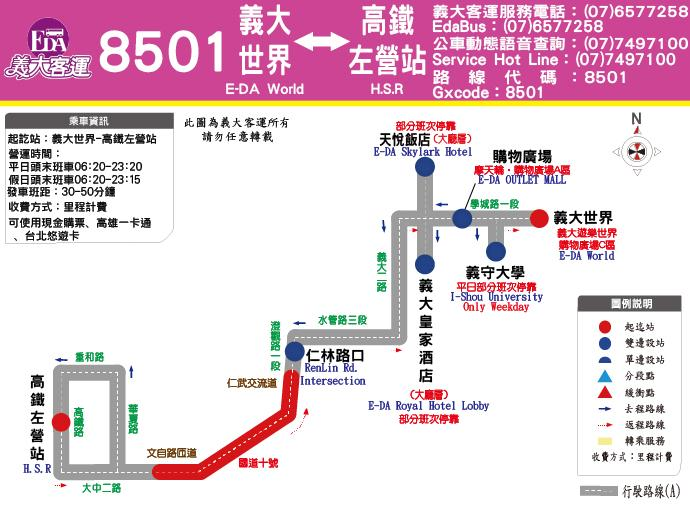 EDA
義大客運
8501
義大
世界
E-DA World
高鐵
左營站
H.S.R
義大客運服務電話：(07)6577258
EdaBus：(07)6577258
公車動態語音查詢：(07)7497100
Service Hot Line：(07)7497100
路線代碼：8501
Gxcode：8501
乘車資訊
起訖站：義大世界-高鐵左營站
營運時間：
平日頭末班車06:20-23:20
假日頭末班車06:20-23:15
發車班距：30-50分鐘
收費方式：里程計費
可使用現金購票、高雄一卡通
、台北悠遊卡
此圖為義大客運所有
請勿任意轉載
N
部分班次停靠
天悅飯店(大廳層)
E-DA Skylark Hotel
購物廣場
摩天輪、購物廣場A區
E-DA OUTLET MALL
學城路一段
義大世界
義大遊樂世界
購物廣場C區
E-DA World
義大二路
義守大學
平日部分班次停靠
I-Shou University
Only Weekday
義大皇家酒店
(大廳層)
E-DA Royal Hotel Lobby
部分班次停靠
水管路三段
澄觀路一段
仁林路口
RenLin Rd.
Intersection
仁武交流道
國道十號
文自路匝道
重和路
華夏路
高鐵路
高鐵左營站
H.S.R
大中二路
圖例説明
起訖站
雙邊設站
單邊設站
分段點
緩衝點
去程路線
返程路線
轉乘服務
收費方式：里程計費
行駛路線(A)